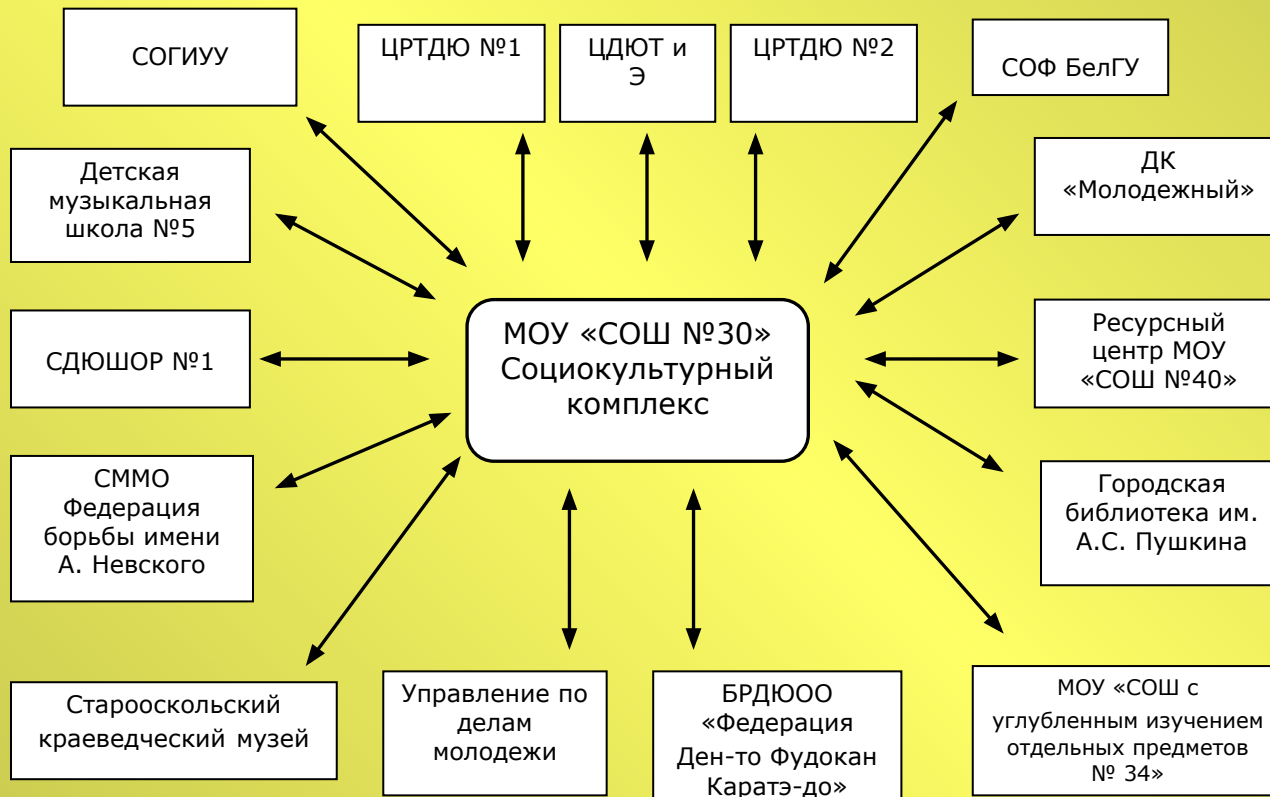 СОГИУУ
ЦРТДЮ №1
ЦДЮТ и
Э
ЦРТДЮ №2
СОФ БелГУ
Детская
музыкальная
школа №5
ДК
«Молодежный»
СДЮШОР №1
МОУ «СОШ №30»
Социокультурный
комплекс
Ресурсный
центр МОУ
«СОШ №40»
СММО
Федерация
борьбы имени
А. Невского
Городская
библиотека им.
А.С. Пушкина
Старооскольский
краеведческий музей
Управление по
делам
молодежи
БРДЮОО
«Федерация
Ден-то Фудокан
Каратэ-до»
МОУ «СОШ с
углубленным изучением
отдельных предметов
№ 34»